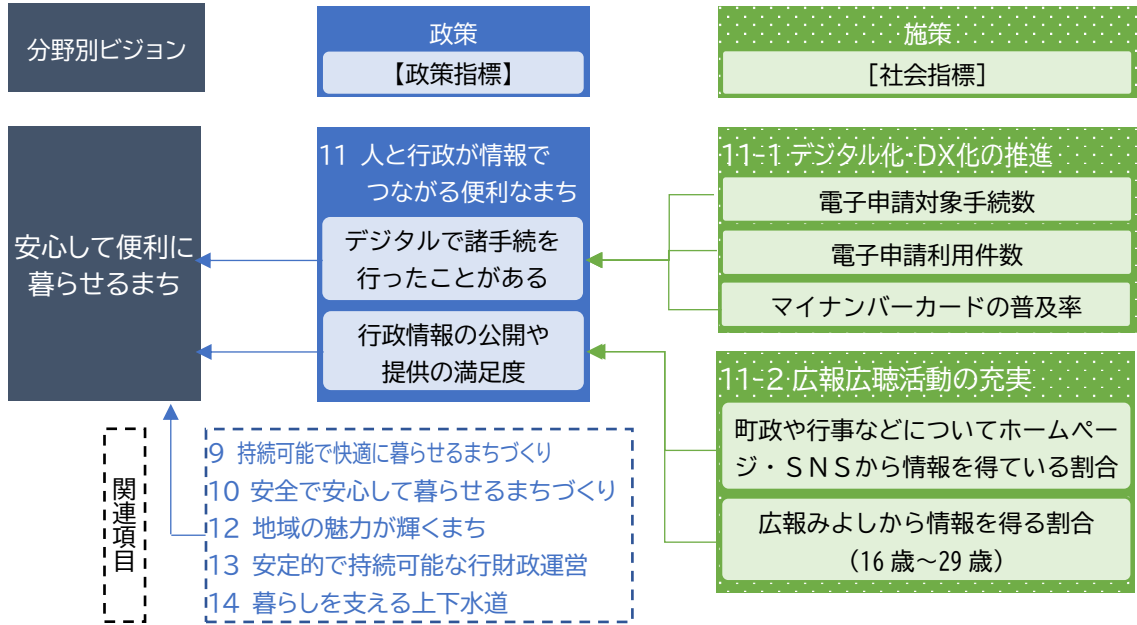 分野別ビジョン
政策
【政策指標】
施策
[社会指標]
安心して便利に
暮らせるまち
11 人と行政が情報で
つながる便利なまち
デジタルで諸手続を
行ったことがある
行政情報の公開や
提供の満足度
11-1 デジタル化・DX化の推進
電子申請対象手続数
電子申請利用件数
マイナンバーカードの普及率
11-2 広報広聴活動の充実
町政や行事などについてホームペー
ジ・ＳＮＳから情報を得ている割合
広報みよしから情報を得る割合
(16 歳～29 歳)
関連項目
9 持続可能で快適に暮らせるまちづくり
10 安全で安心して暮らせるまちづくり
12 地域の魅力が輝くまち
13 安定的で持続可能な行財政運営
14 暮らしを支える上下水道